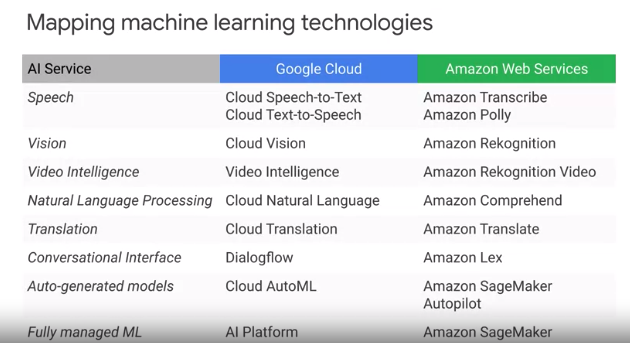 Mapping machine learning technologies
AI Service Google Cloud Amazon Web Services
Speech Cloud Speech-to-Text Amazon Transcribe
Cloud Text-to-Speech Amazon Polly
Vision Cloud Vision Amazon Rekognition
Video Intelligence Video Intelligence Amazon Rekognition Video
Natural Language Processing Cloud Natural Language Amazon Comprehend
Translation Cloud Translation Amazon Translate
Conversational Interface Dialogflow Amazon Lex
Auto-generated models Cloud AutoML Amazon SageMaker
Autopilot
Fully managed ML AI Platform Amazon SageMaker